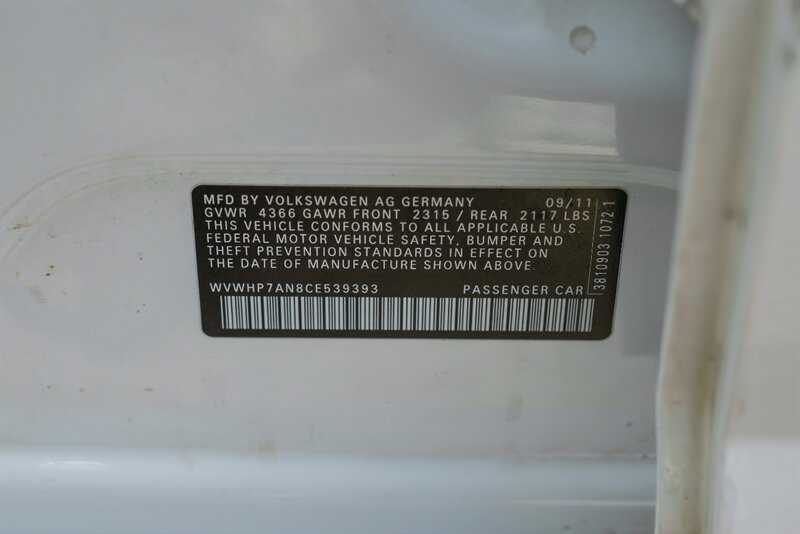 MFD BY VOLKSWAGEN AG GERMANY 09/11
GVWR 4366 GAWR FRONT 2315 / REAR 2117 LBS
THIS VEHICLE CONFORMS TO ALL APPLICABLE U.S.
FEDERAL MOTOR VEHICLE SAFETY, BUMPER AND
THEFT PREVENTION STANDARDS IN EFFECT ON
THE DATE OF MANUFACTURE SHOWN ABOVE.
WVWHP7AN8CE539393 PASSENGER CAR
3810903 1072 1